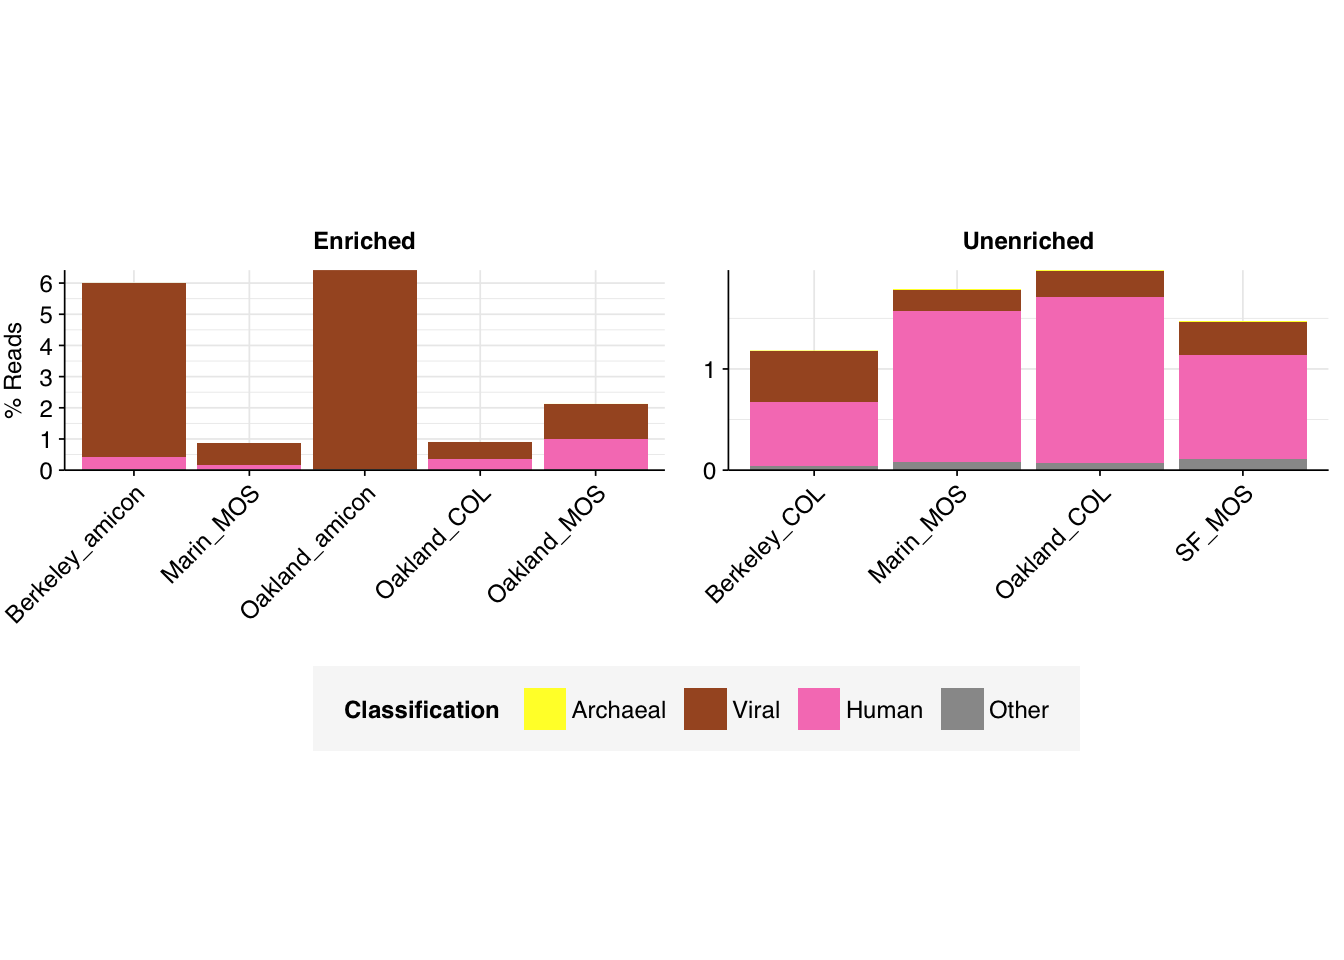 Enriched
Unenriched
% Reads
6
5
4
3
2
1
0
1
0
Berkeley_amicon
Marin_MOS
Oakland_amicon
Oakland_COL
Oakland_MOS
Berkeley_COL
Marin_MOS
Oakland_COL
SF_MOS
Classification Archaeal Viral Human Other